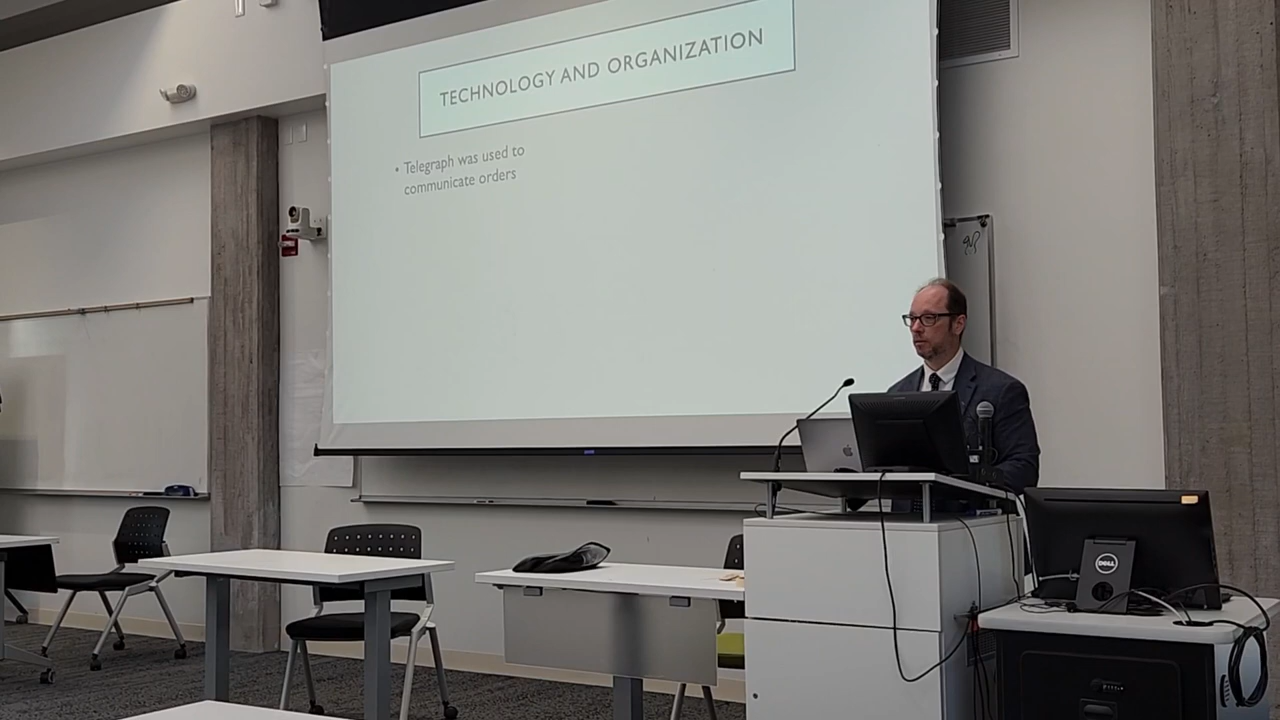 TECHNOLOGY AND ORGANIZATION
• Telegraph was used to
communicate orders
DELL